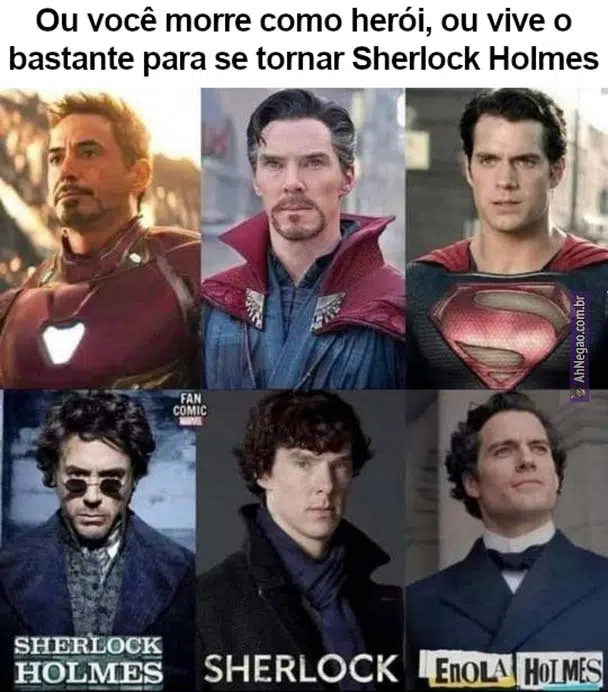 Ou você morre como herói, ou vive o
bastante para se tornar Sherlock Holmes
AhNegao.com.br
FAN
COMIC
MARVEL
SHERLOCK
HOLMES
SHERLOCK
ENOLA HOLMES